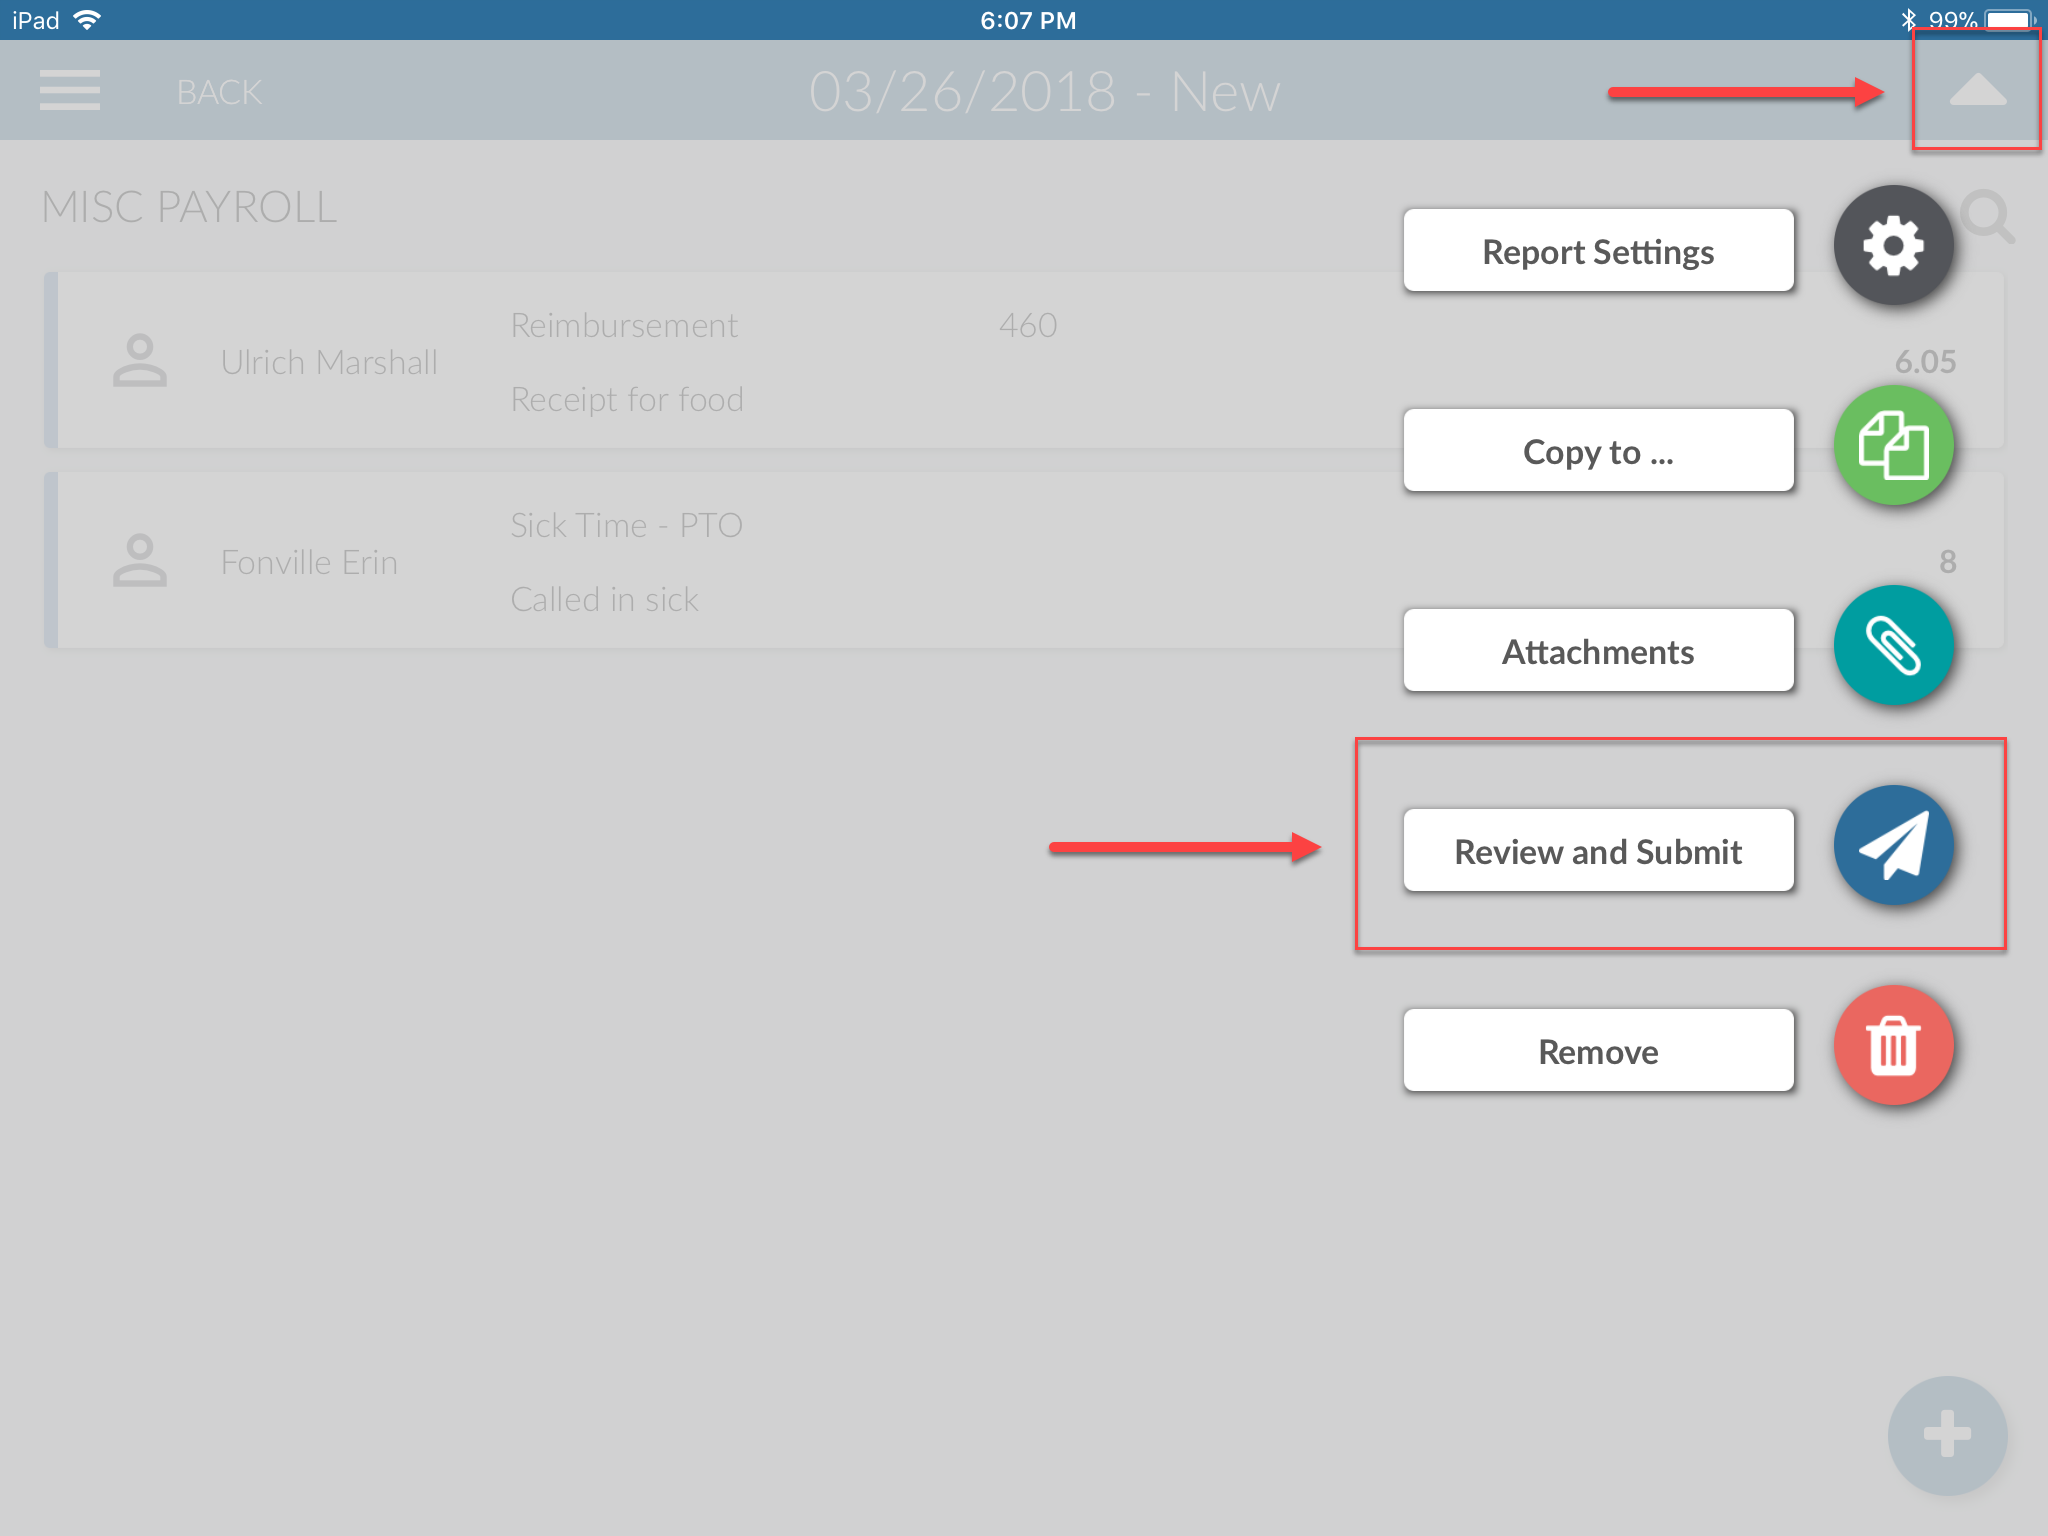 iPad 6:07 PM 99%
BACK 03/26/2018 - New
MISC PAYROLL
Report Settings
Reimbursement 460
Ulrich Marshall 6.05
Receipt for food
Copy to ...
Sick Time - PTO
Fonville Erin 8
Called in sick
Attachments
Review and Submit
Remove